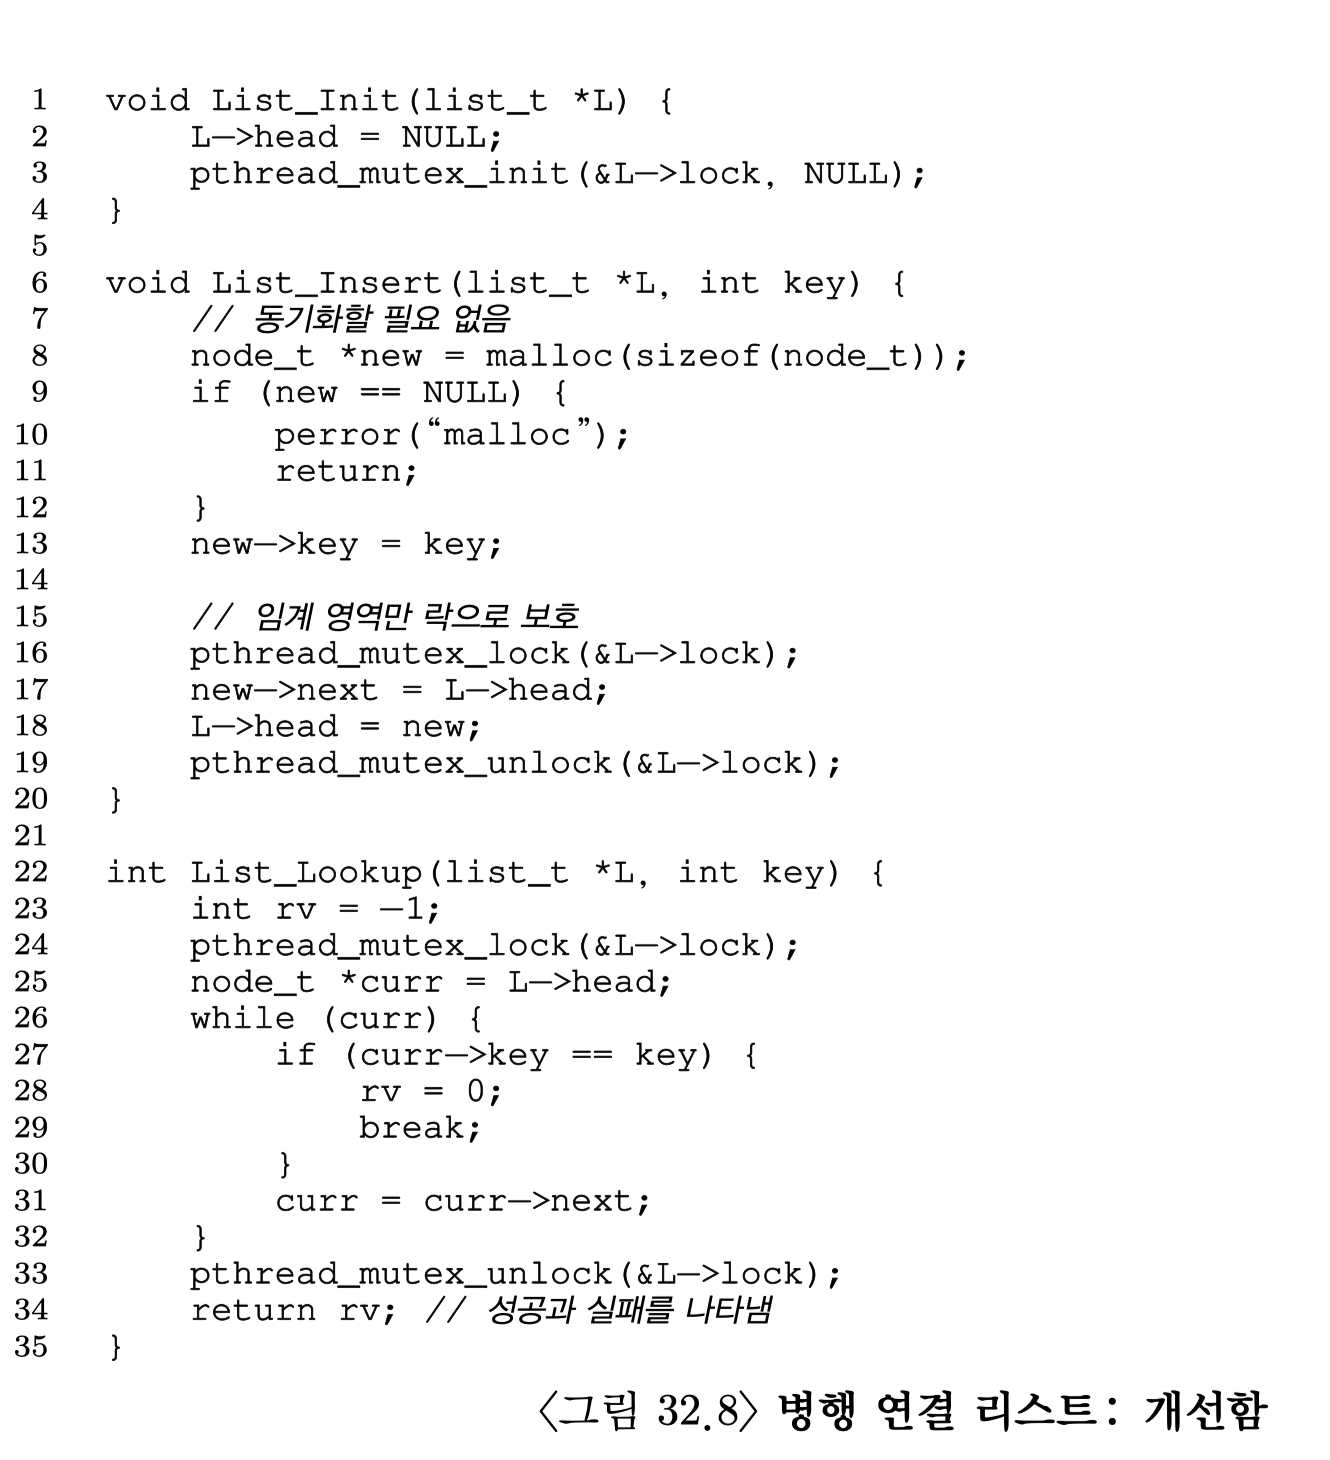 1 void List_Init(list_t *L) {
2 L->head = NULL;
3 pthread_mutex_init(&L->lock, NULL);
4 }
5
6 void List_Insert(list_t *L, int key) {
7 // 동기화할 필요 없음
8 node_t *new = malloc(sizeof(node_t));
9 if (new == NULL) {
10 perror(“malloc”);
11 return;
12 }
13 new->key = key;
14
15 // 임계 영역만 락으로 보호
16 pthread_mutex_lock(&L->lock);
17 new->next = L->head;
18 L->head = new;
19 pthread_mutex_unlock(&L->lock);
20 }
21
22 int List_Lookup(list_t *L, int key) {
23 int rv = -1;
24 pthread_mutex_lock(&L->lock);
25 node_t *curr = L->head;
26 while (curr) {
27 if (curr->key == key) {
28 rv = 0;
29 break;
30 }
31 curr = curr->next;
32 }
33 pthread_mutex_unlock(&L->lock);
34 return rv; // 성공과 실패를 나타냄
35 }
〈그림 32.8〉 병행 연결 리스트: 개선함